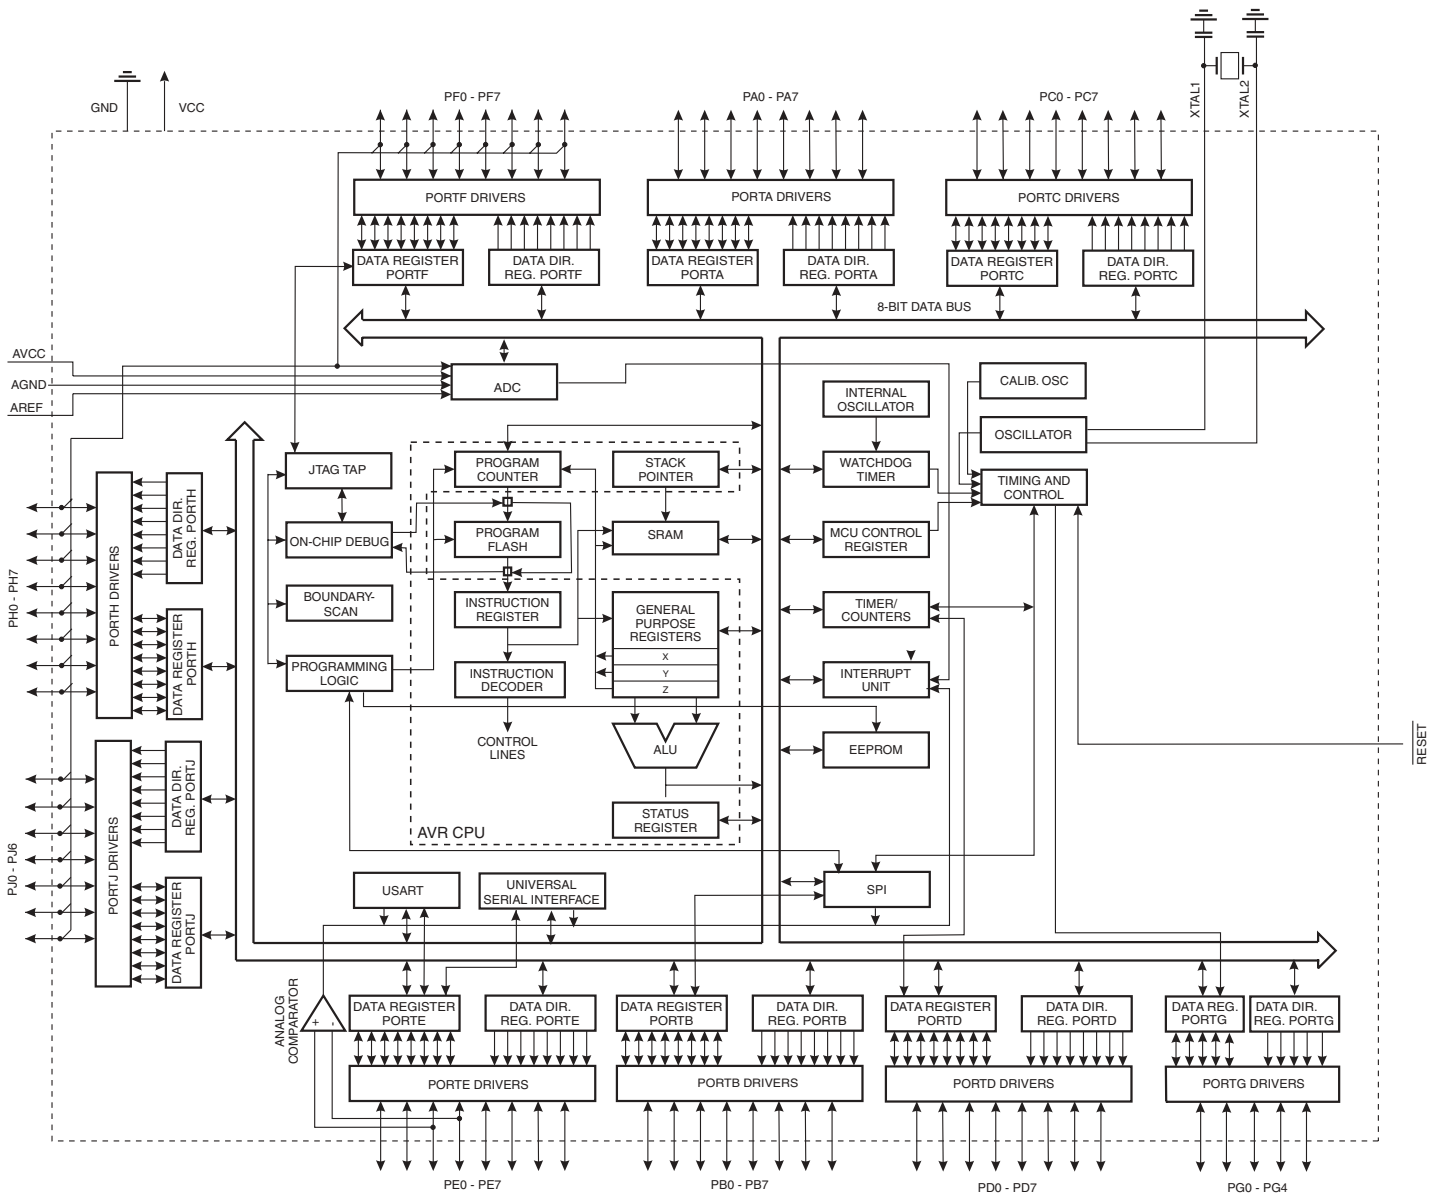 XTAL1
XTAL2
GND
VCC
PF0 - PF7
PA0 - PA7
PC0 - PC7
PORTF DRIVERS
PORTA DRIVERS
PORTC DRIVERS
DATA REGISTER
PORTF
DATA DIR.
REG. PORTF
DATA REGISTER
PORTA
DATA DIR.
REG. PORTA
DATA REGISTER
PORTC
DATA DIR.
REG. PORTC
8-BIT DATA BUS
AVCC
AGND
AREF
ADC
INTERNAL
OSCILLATOR
CALIB. OSC
OSCILLATOR
JTAG TAP
PROGRAM
COUNTER
STACK
POINTER
WATCHDOG
TIMER
TIMING AND
CONTROL
ON-CHIP DEBUG
PROGRAM
FLASH
SRAM
MCU CONTROL
REGISTER
BOUNDARY-
SCAN
INSTRUCTION
REGISTER
GENERAL
PURPOSE
REGISTERS
X
Y
Z
TIMER/
COUNTERS
PROGRAMMING
LOGIC
INSTRUCTION
DECODER
INTERRUPT
UNIT
CONTROL
LINES
ALU
EEPROM
RESET
STATUS
REGISTER
AVR CPU
PH0 - PH7
PORTH DRIVERS
DATA DIR.
REG. PORTH
DATA REGISTER
PORTH
PJ0 - PJ6
PORTJ DRIVERS
DATA DIR.
REG. PORTJ
DATA REGISTER
PORTJ
USART
UNIVERSAL
SERIAL INTERFACE
SPI
ANALOG
COMPARATOR
+
-
DATA REGISTER
PORTE
DATA DIR.
REG. PORTE
DATA REGISTER
PORTB
DATA DIR.
REG. PORTB
DATA REGISTER
PORTD
DATA DIR.
REG. PORTD
DATA REG.
PORTG
DATA DIR.
REG. PORTG
PORTE DRIVERS
PORTB DRIVERS
PORTD DRIVERS
PORTG DRIVERS
PE0 - PE7
PB0 - PB7
PD0 - PD7
PG0 - PG4